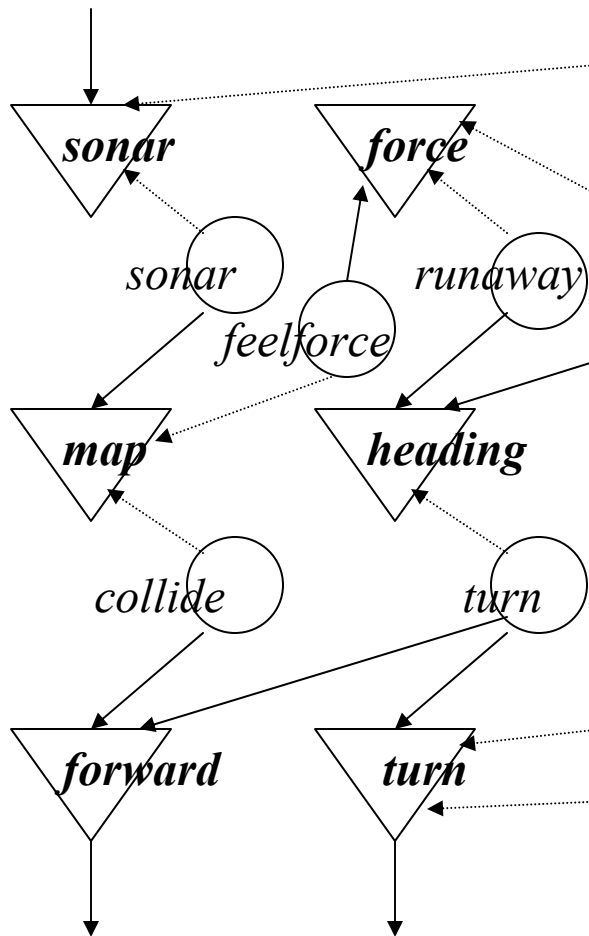 sonar
force
sonar
runaway
feelforce
map
heading
collide
turn
forward
turn